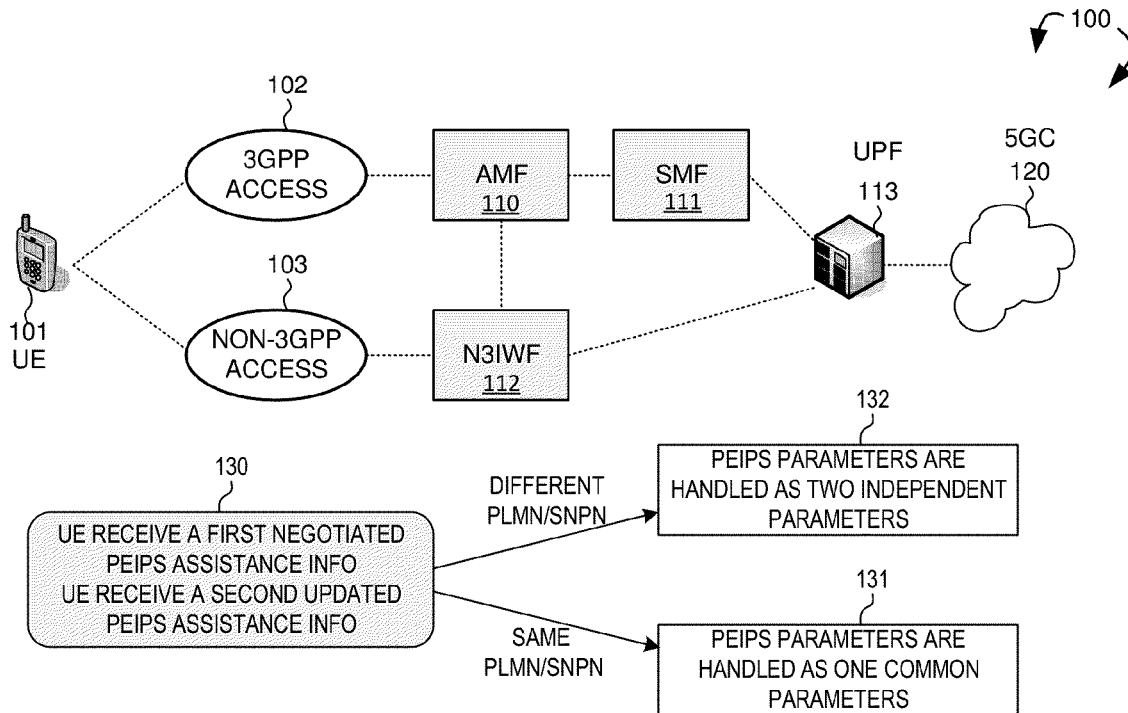 100
102
3GPP
ACCESS
AMF
110
SMF
111
UPF
113
5GC
120
101
UE
103
NON-3GPP
ACCESS
N3IWF
112
130
UE RECEIVE A FIRST NEGOTIATED
PEIPS ASSISTANCE INFO
UE RECEIVE A SECOND UPDATED
PEIPS ASSISTANCE INFO
DIFFERENT
PLMN/SNPN
132
PEIPS PARAMETERS ARE
HANDLED AS TWO INDEPENDENT
PARAMETERS
SAME
PLMN/SNPN
131
PEIPS PARAMETERS ARE
HANDLED AS ONE COMMON
PARAMETERS